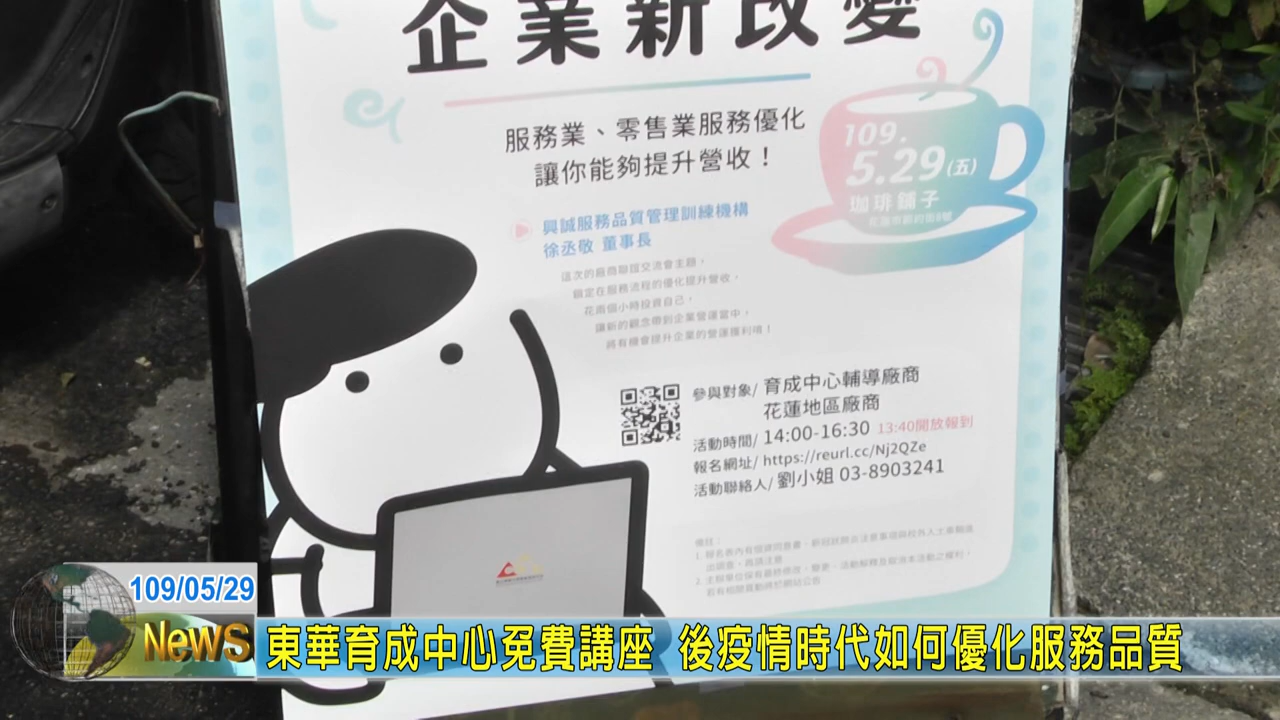 企業新改變
服務業、零售業服務優化
讓你能夠提升營收！
109.
5.29(五)
珈琲鋪子
興誠服務品質管理訓練機構
徐丞敬 董事長
這次的廠商聯誼交流會主題，
鎖定在服務流程的優化提升營收，
花兩個小時投資自己，
讓新的觀念帶到企業營運當中，
將有機會提升企業的營運獲利唷！
參與對象/ 育成中心輔導廠商
花蓮地區廠商
活動時間/ 14:00-16:30 13:40開放報到
報名網址/ https://reurl.cc/Nj2QZe
活動聯絡人/ 劉小姐 03-8903241
備註：
109/05/29
News 東華育成中心免費講座 後疫情時代如何優化服務品質